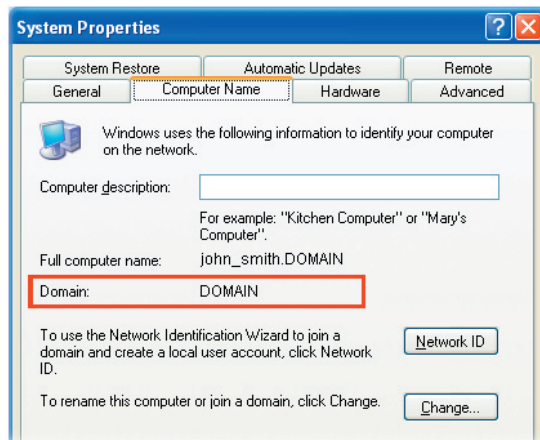 System Properties
System Restore Automatic Updates Remote
General Computer Name Hardware Advanced
Windows uses the following information to identify your computer
on the network.
Computer description:
For example: "Kitchen Computer" or "Mary's
Computer".
Full computer name: john_smith.DOMAIN
Domain: DOMAIN
To use the Network Identification Wizard to join a
domain and create a local user account, click Network
ID.
Network ID
To rename this computer or join a domain, click Change.
Change...